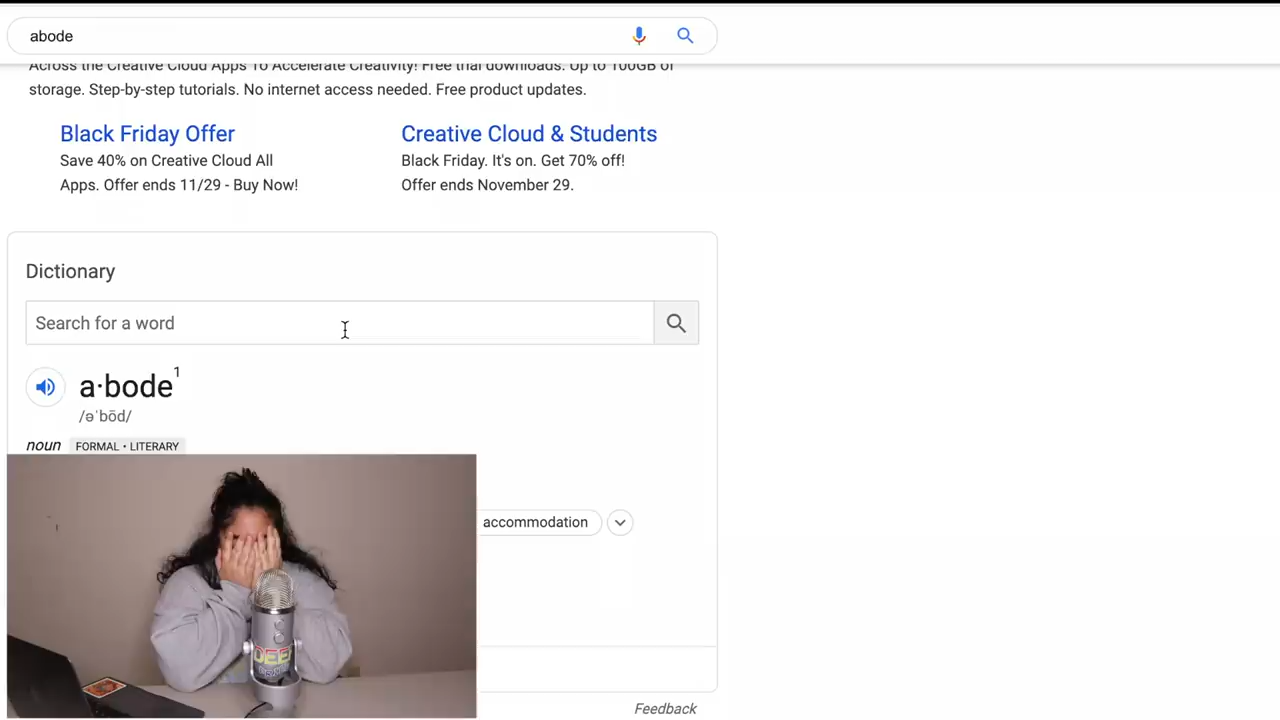 abode
Across the Creative Cloud Apps To Accelerate Creativity! Free trial downloads. Up to 100GB of
storage. Step-by-step tutorials. No internet access needed. Free product updates.
Black Friday Offer
Creative Cloud & Students
Save 40% on Creative Cloud All
Black Friday. It's on. Get 70% off!
Apps. Offer ends 11/29 - Buy Now!
Offer ends November 29.
Dictionary
Search for a word
a·bode1
/əˈbōd/
noun FORMAL • LITERARY
accommodation
Feedback